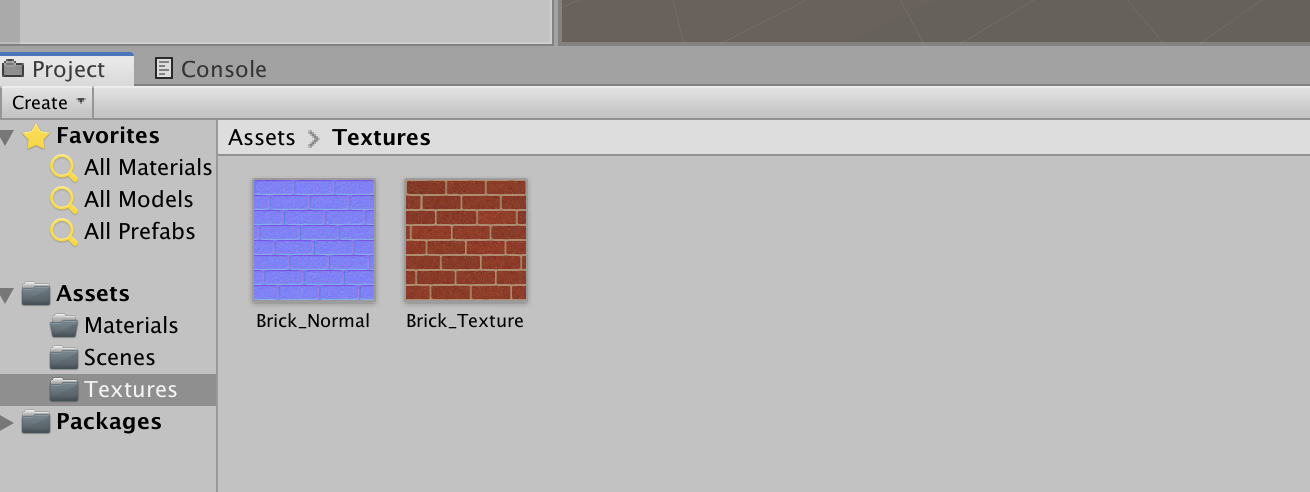 Project
Console
Create
Favorites
All Materials
All Models
All Prefabs
Assets
Materials
Scenes
Textures
Packages
Assets Textures
Brick_Normal
Brick_Texture